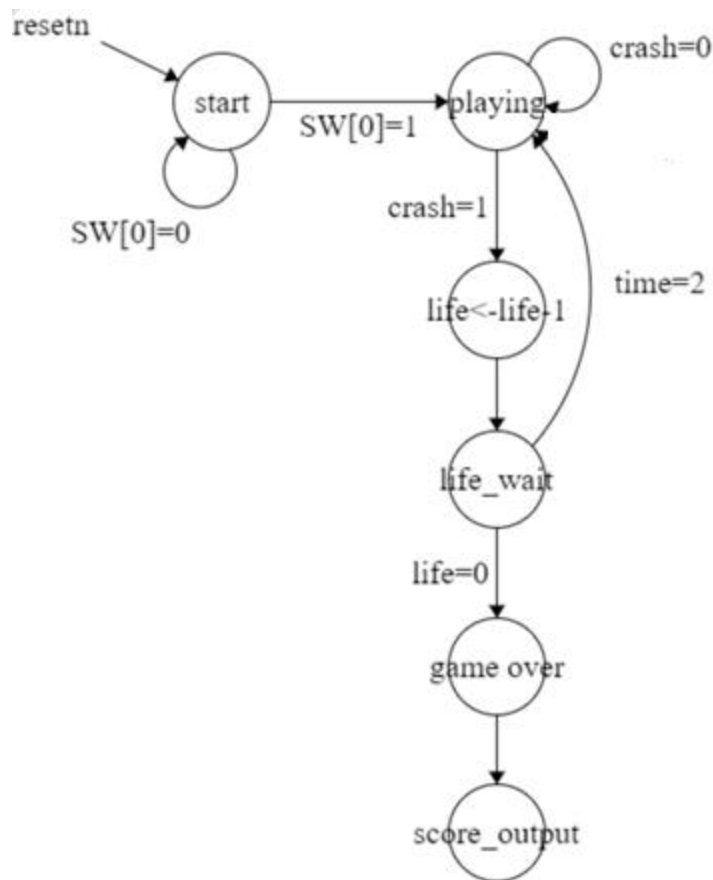 resetn
crash=0
start
playing
SW[0]=1
SW[0]=0
crash=1
time=2
life<-life-1
life_wait
life=0
game over
score_output